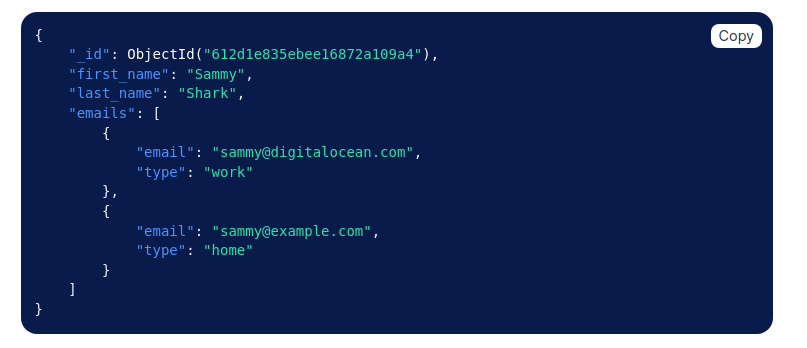 {
Copy
    "_id": ObjectId("612d1e835ebee16872a109a4"),
    "first_name": "Sammy",
    "last_name": "Shark",
    "emails": [
        {
            "email": "sammy@digitalocean.com",
            "type": "work"
        },
        {
            "email": "sammy@example.com",
            "type": "home"
        }
    ]
}